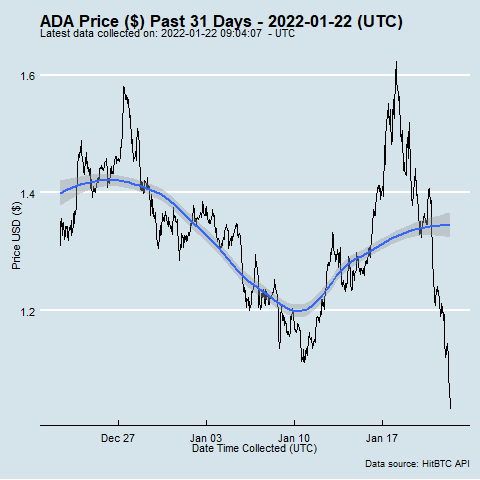 ADA Price ($) Past 31 Days - 2022-01-22 (UTC)
Latest data collected on: 2022-01-22 09:04:07 - UTC
1.6
1.4
1.2
Price USD ($)
Dec 27 Jan 03 Jan 10 Jan 17
Date Time Collected (UTC)
Data source: HitBTC API